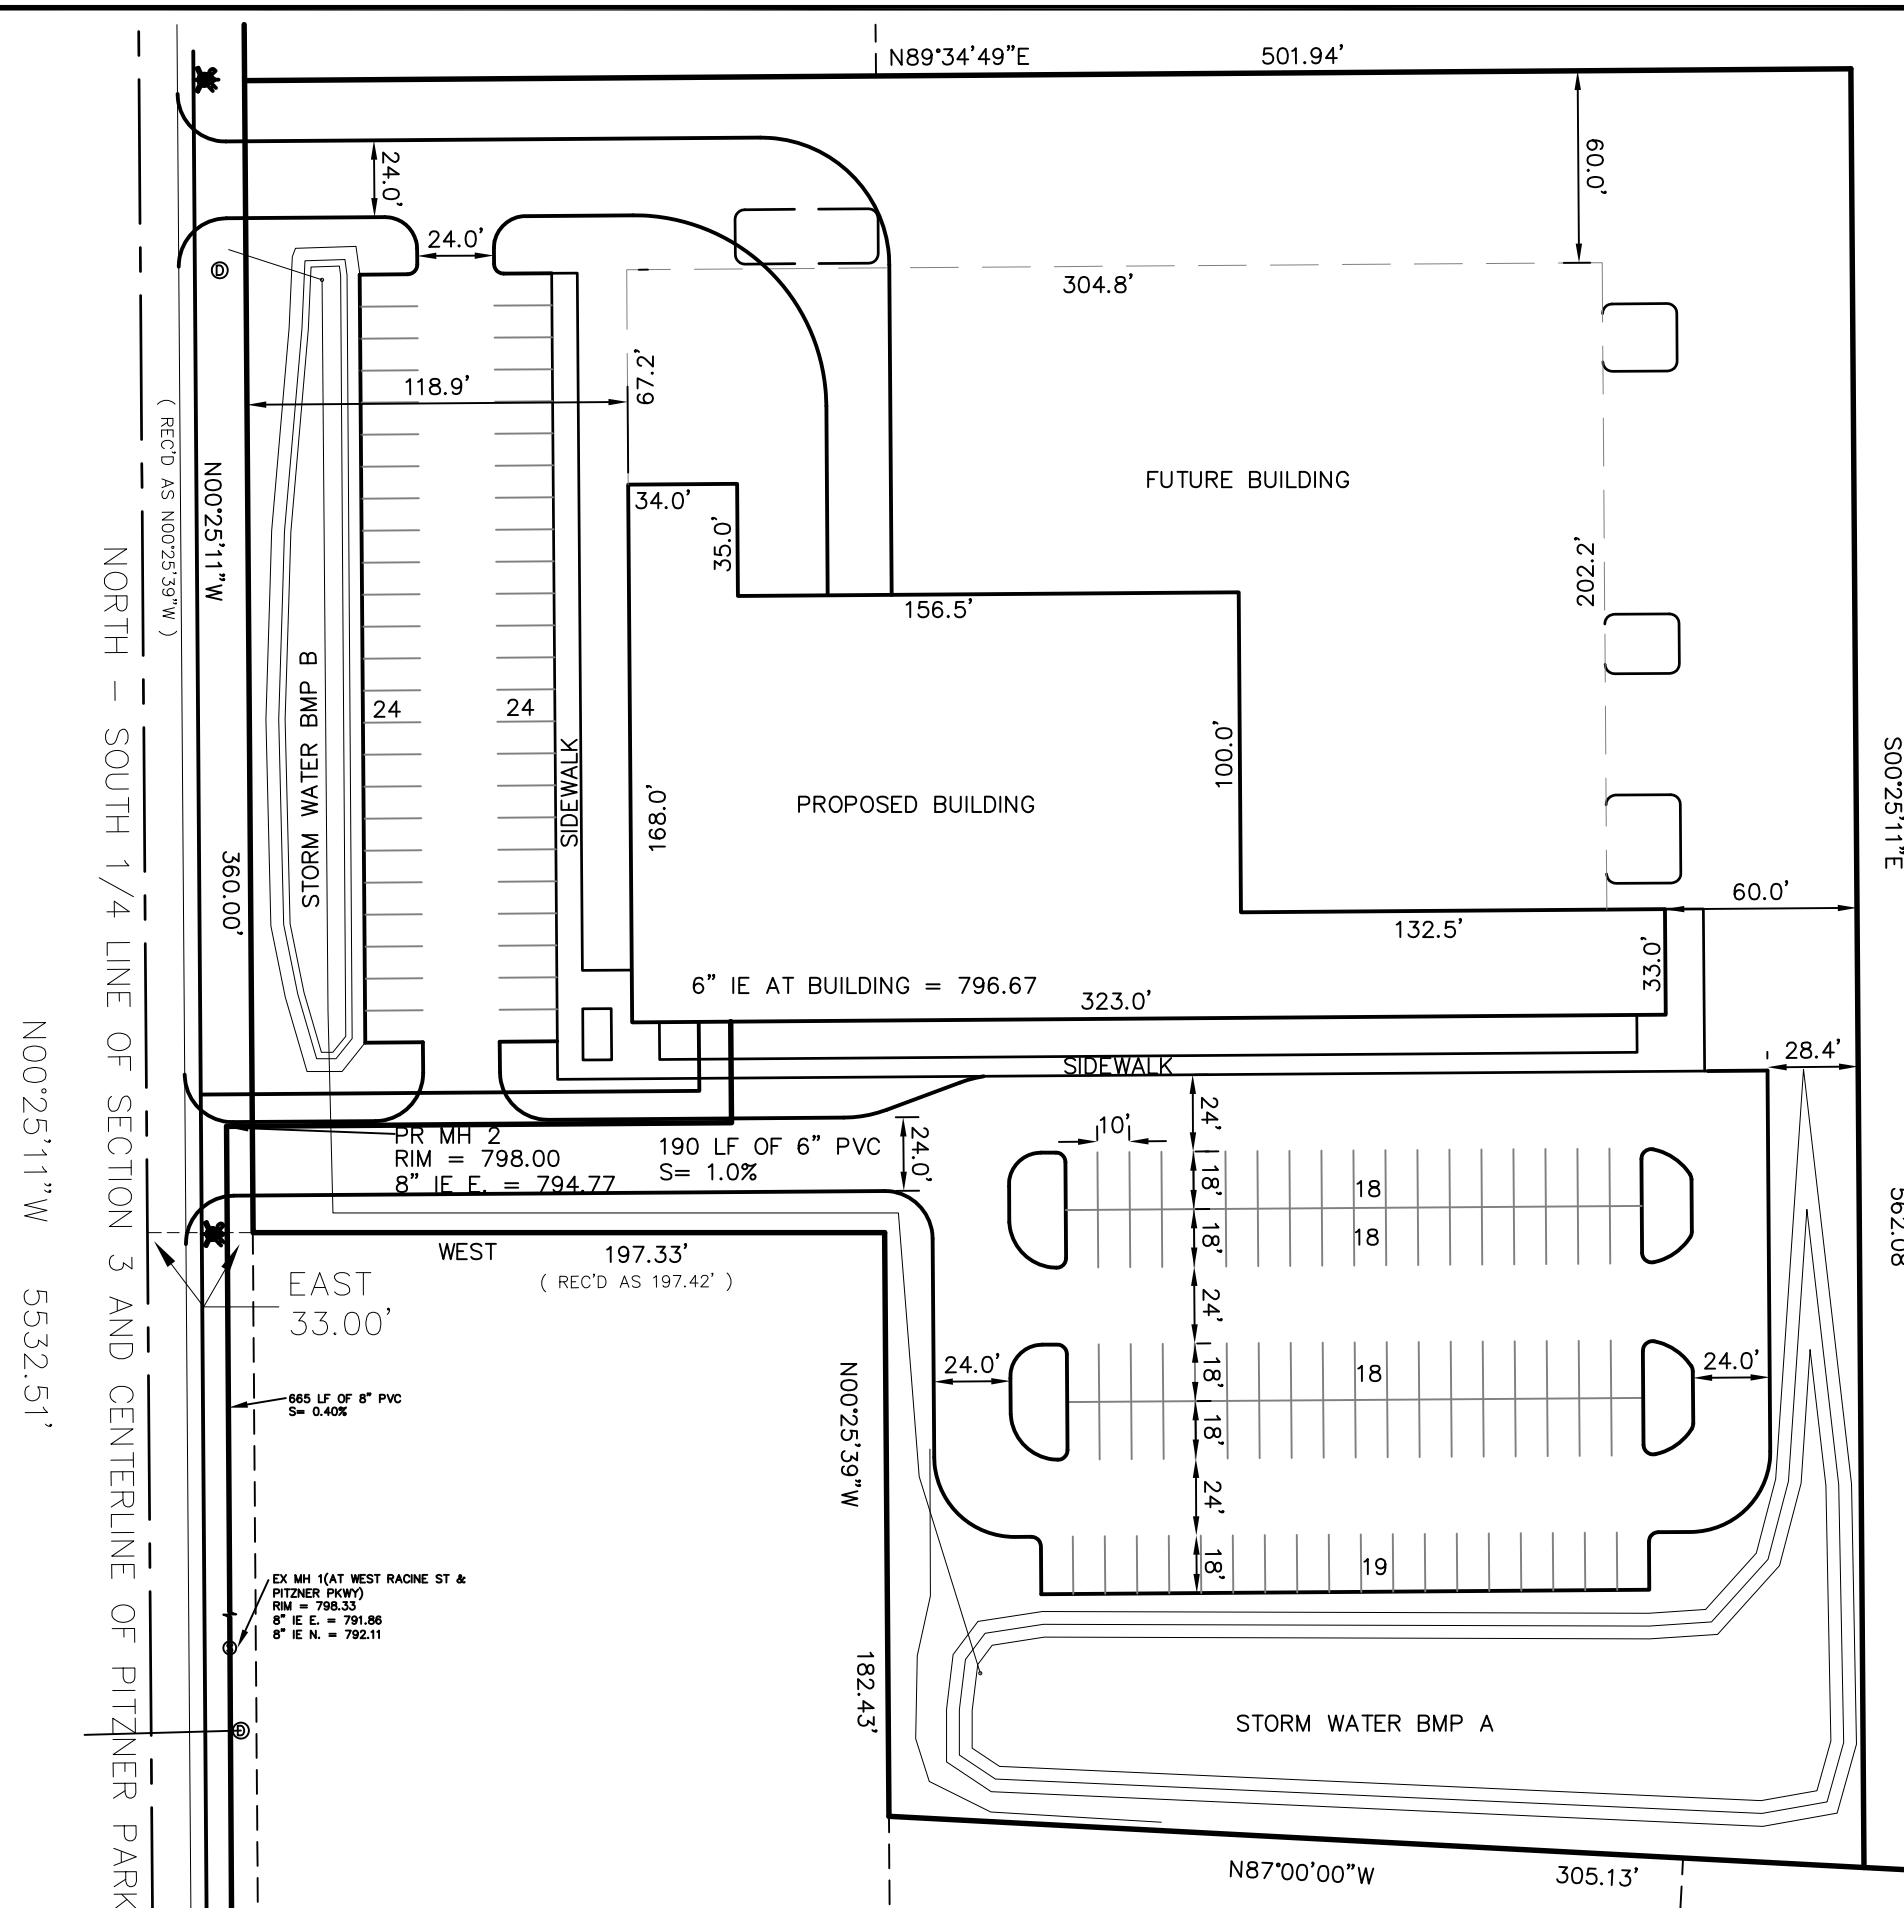 N89°34'49"E 501.94'
60.0'
24.0'
24.0'
304.8'
67.2'
118.9'
( REC'D AS N00°25'39"W )
N00°25'11"W
FUTURE BUILDING
34.0'
35.0'
156.5'
202.2'
NORTH - SOUTH 1/4 LINE OF SECTION 3 AND CENTERLINE OF PITZNER PARK
STORM WATER BMP B
24
24
SIDEWALK
100.0'
S00°25'11"E
PROPOSED BUILDING
168.0'
360.00'
60.0'
132.5'
33.0'
6" IE AT BUILDING = 796.67
323.0'
28.4'
SIDEWALK
N00°25'11"W 5532.51'
24'
10'
PR MH 2
RIM = 798.00
8" IE E. = 794.77
190 LF OF 6" PVC
S= 1.0%
24.0'
18'
18
18'
18
562.08
WEST 197.33'
( REC'D AS 197.42' )
EAST
33.00'
24'
24.0'
18'
18
24.0'
18'
665 LF OF 8" PVC
S= 0.40%
N00°25'39"W
24'
18'
19
EX MH 1(AT WEST RACINE ST &
PITZNER PKWY)
RIM = 798.33
8" IE E. = 791.86
8" IE N. = 792.11
182.43'
D
D
STORM WATER BMP A
N87°00'00"W 305.13'